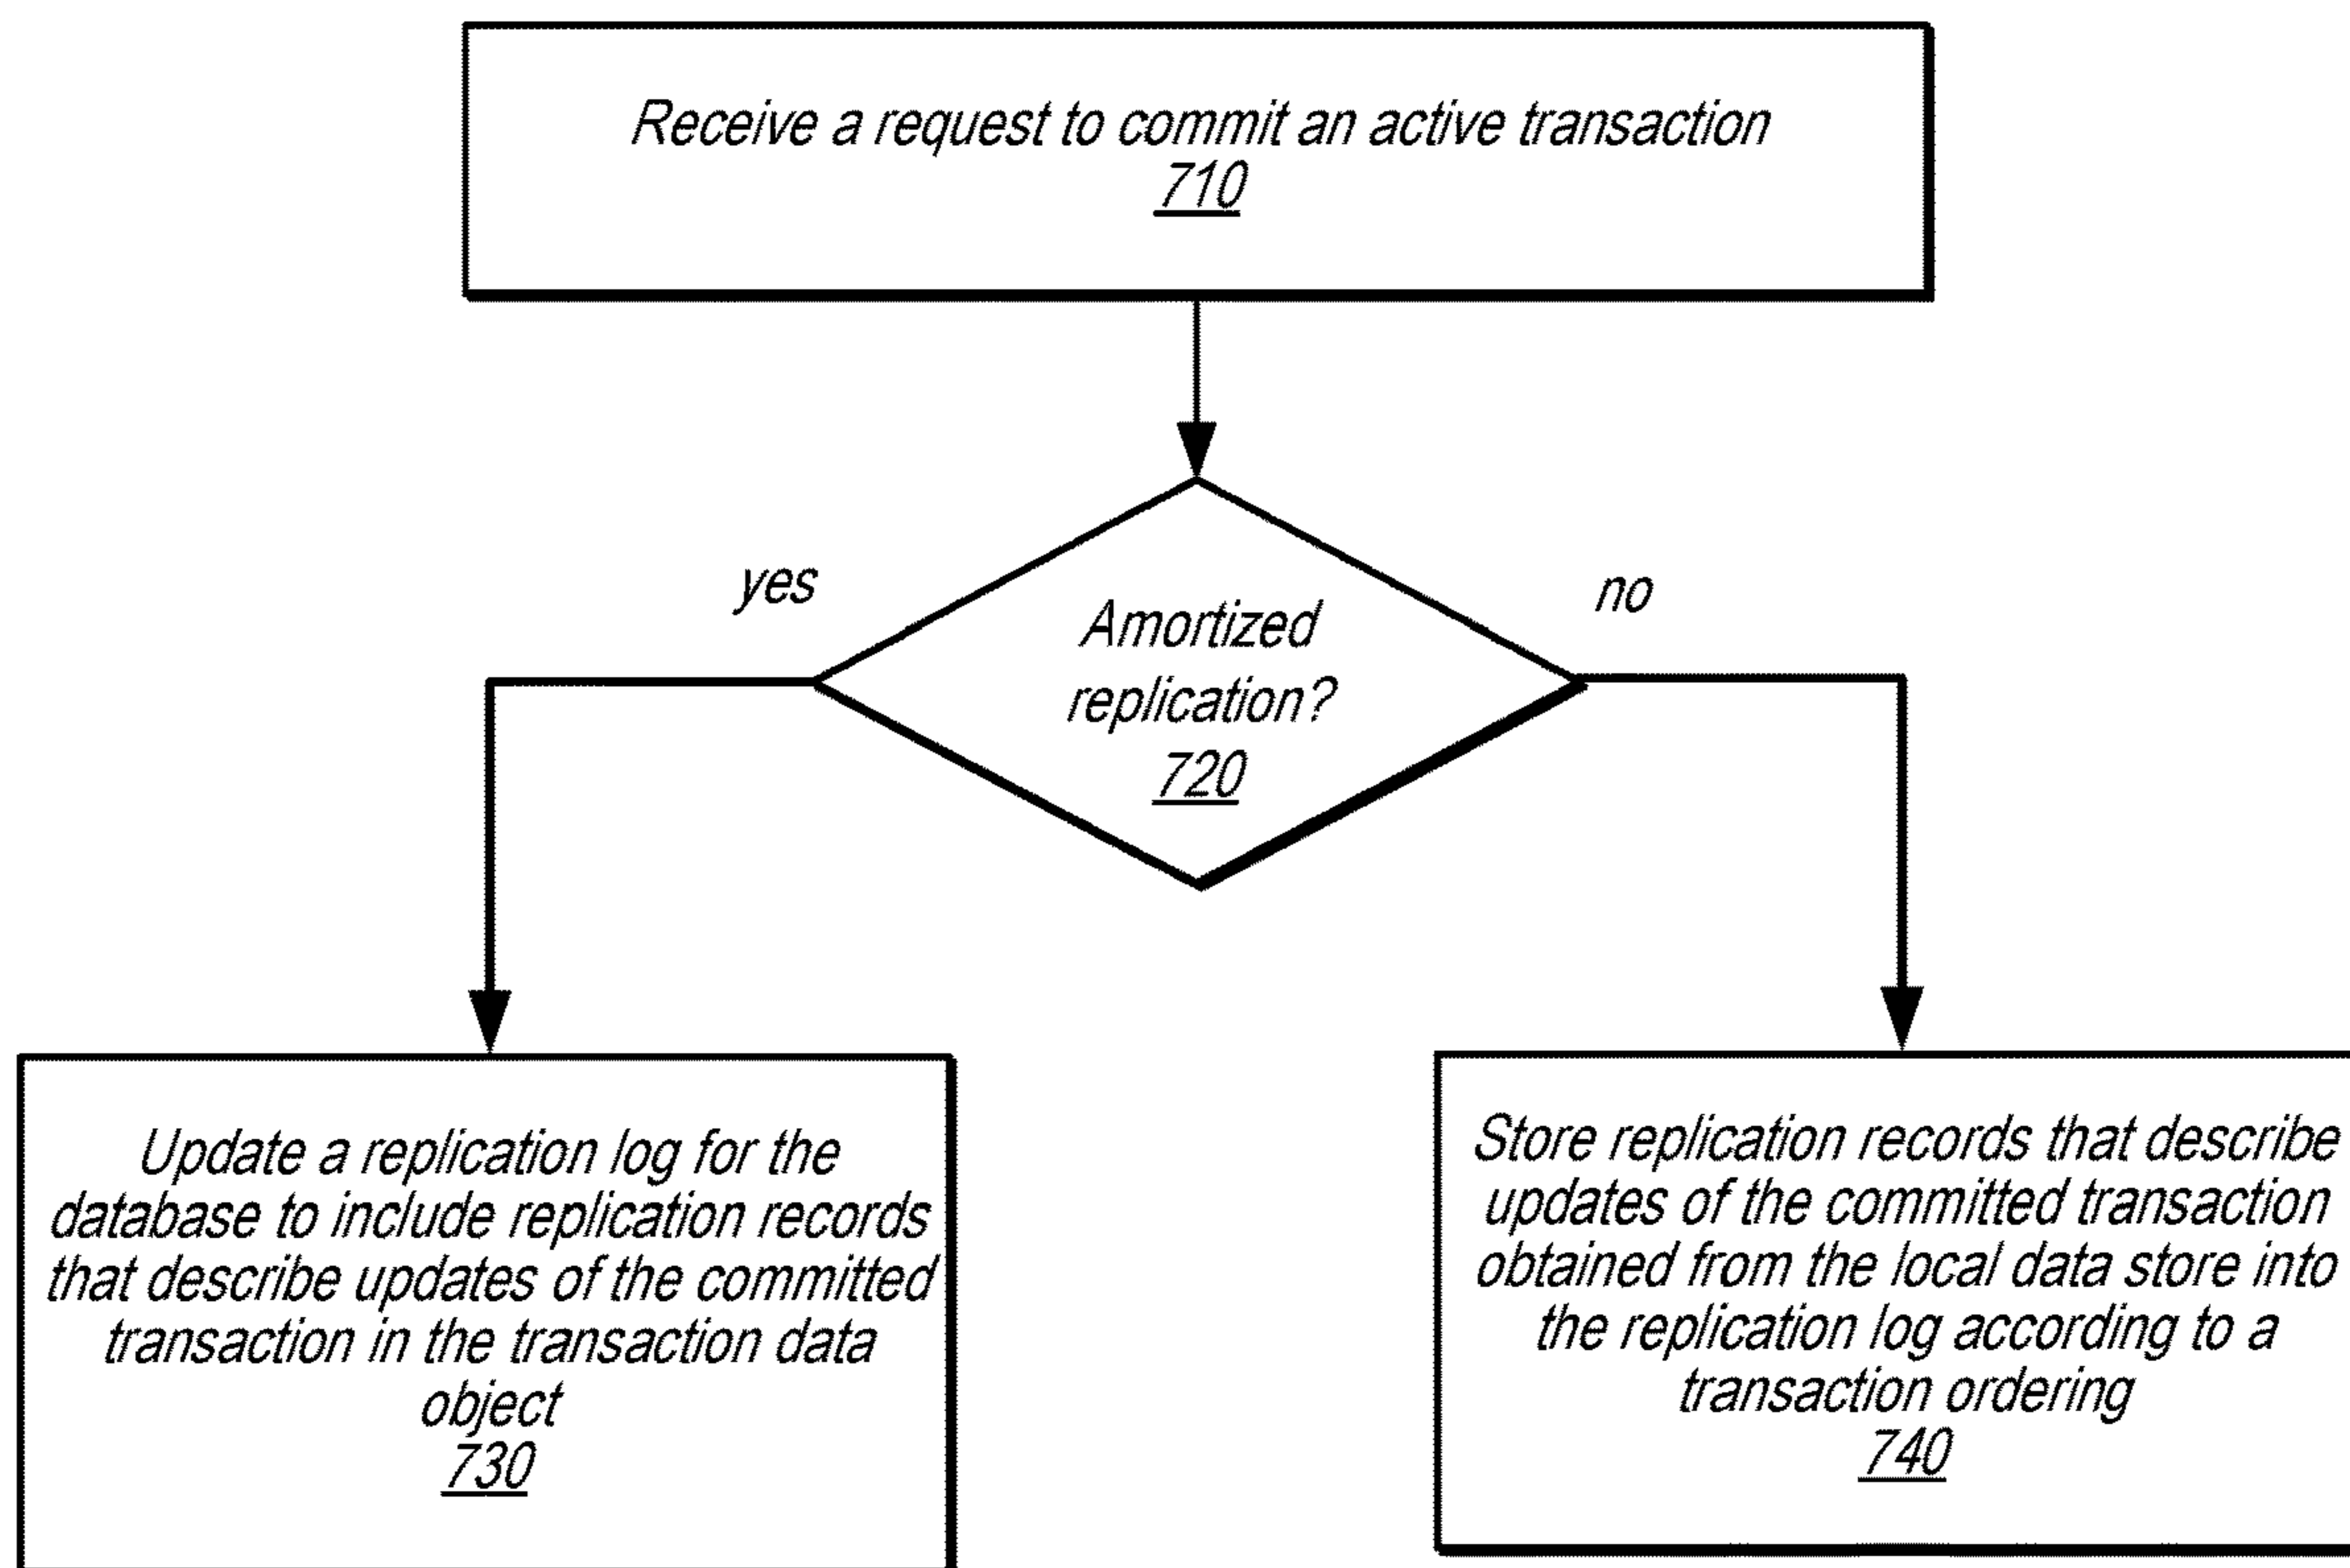 Receive a request to commit an active transaction
710
yes
no
Amortized
replication?
720
Update a replication log for the
database to include replication records
that describe updates of the committed
transaction in the transaction data
object
730
Store replication records that describe
updates of the committed transaction
obtained from the local data store into
the replication log according to a
transaction ordering
740